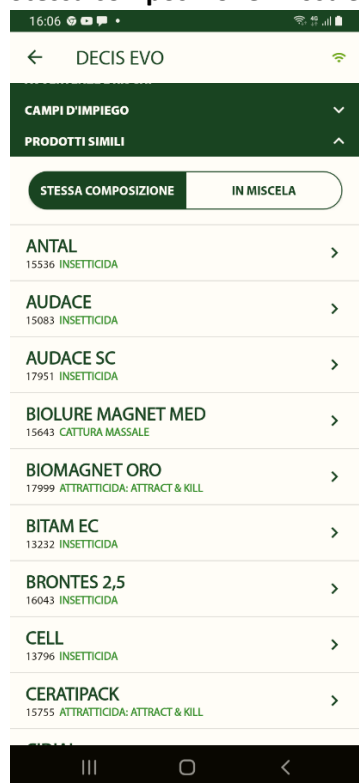 16:06
DECIS EVO
CAMPI D'IMPIEGO
PRODOTTI SIMILI
STESSA COMPOSIZIONE IN MISCELA
ANTAL
15536 INSETTICIDA
AUDACE
15083 INSETTICIDA
AUDACE SC
17951 INSETTICIDA
BIOLURE MAGNET MED
15643 CATTURA MASSALE
BIOMAGNET ORO
17999 ATTRATTICIDA: ATTRACT & KILL
BITAM EC
13232 INSETTICIDA
BRONTES 2,5
16043 INSETTICIDA
CELL
13796 INSETTICIDA
CERATIPACK
15755 ATTRATTICIDA: ATTRACT & KILL